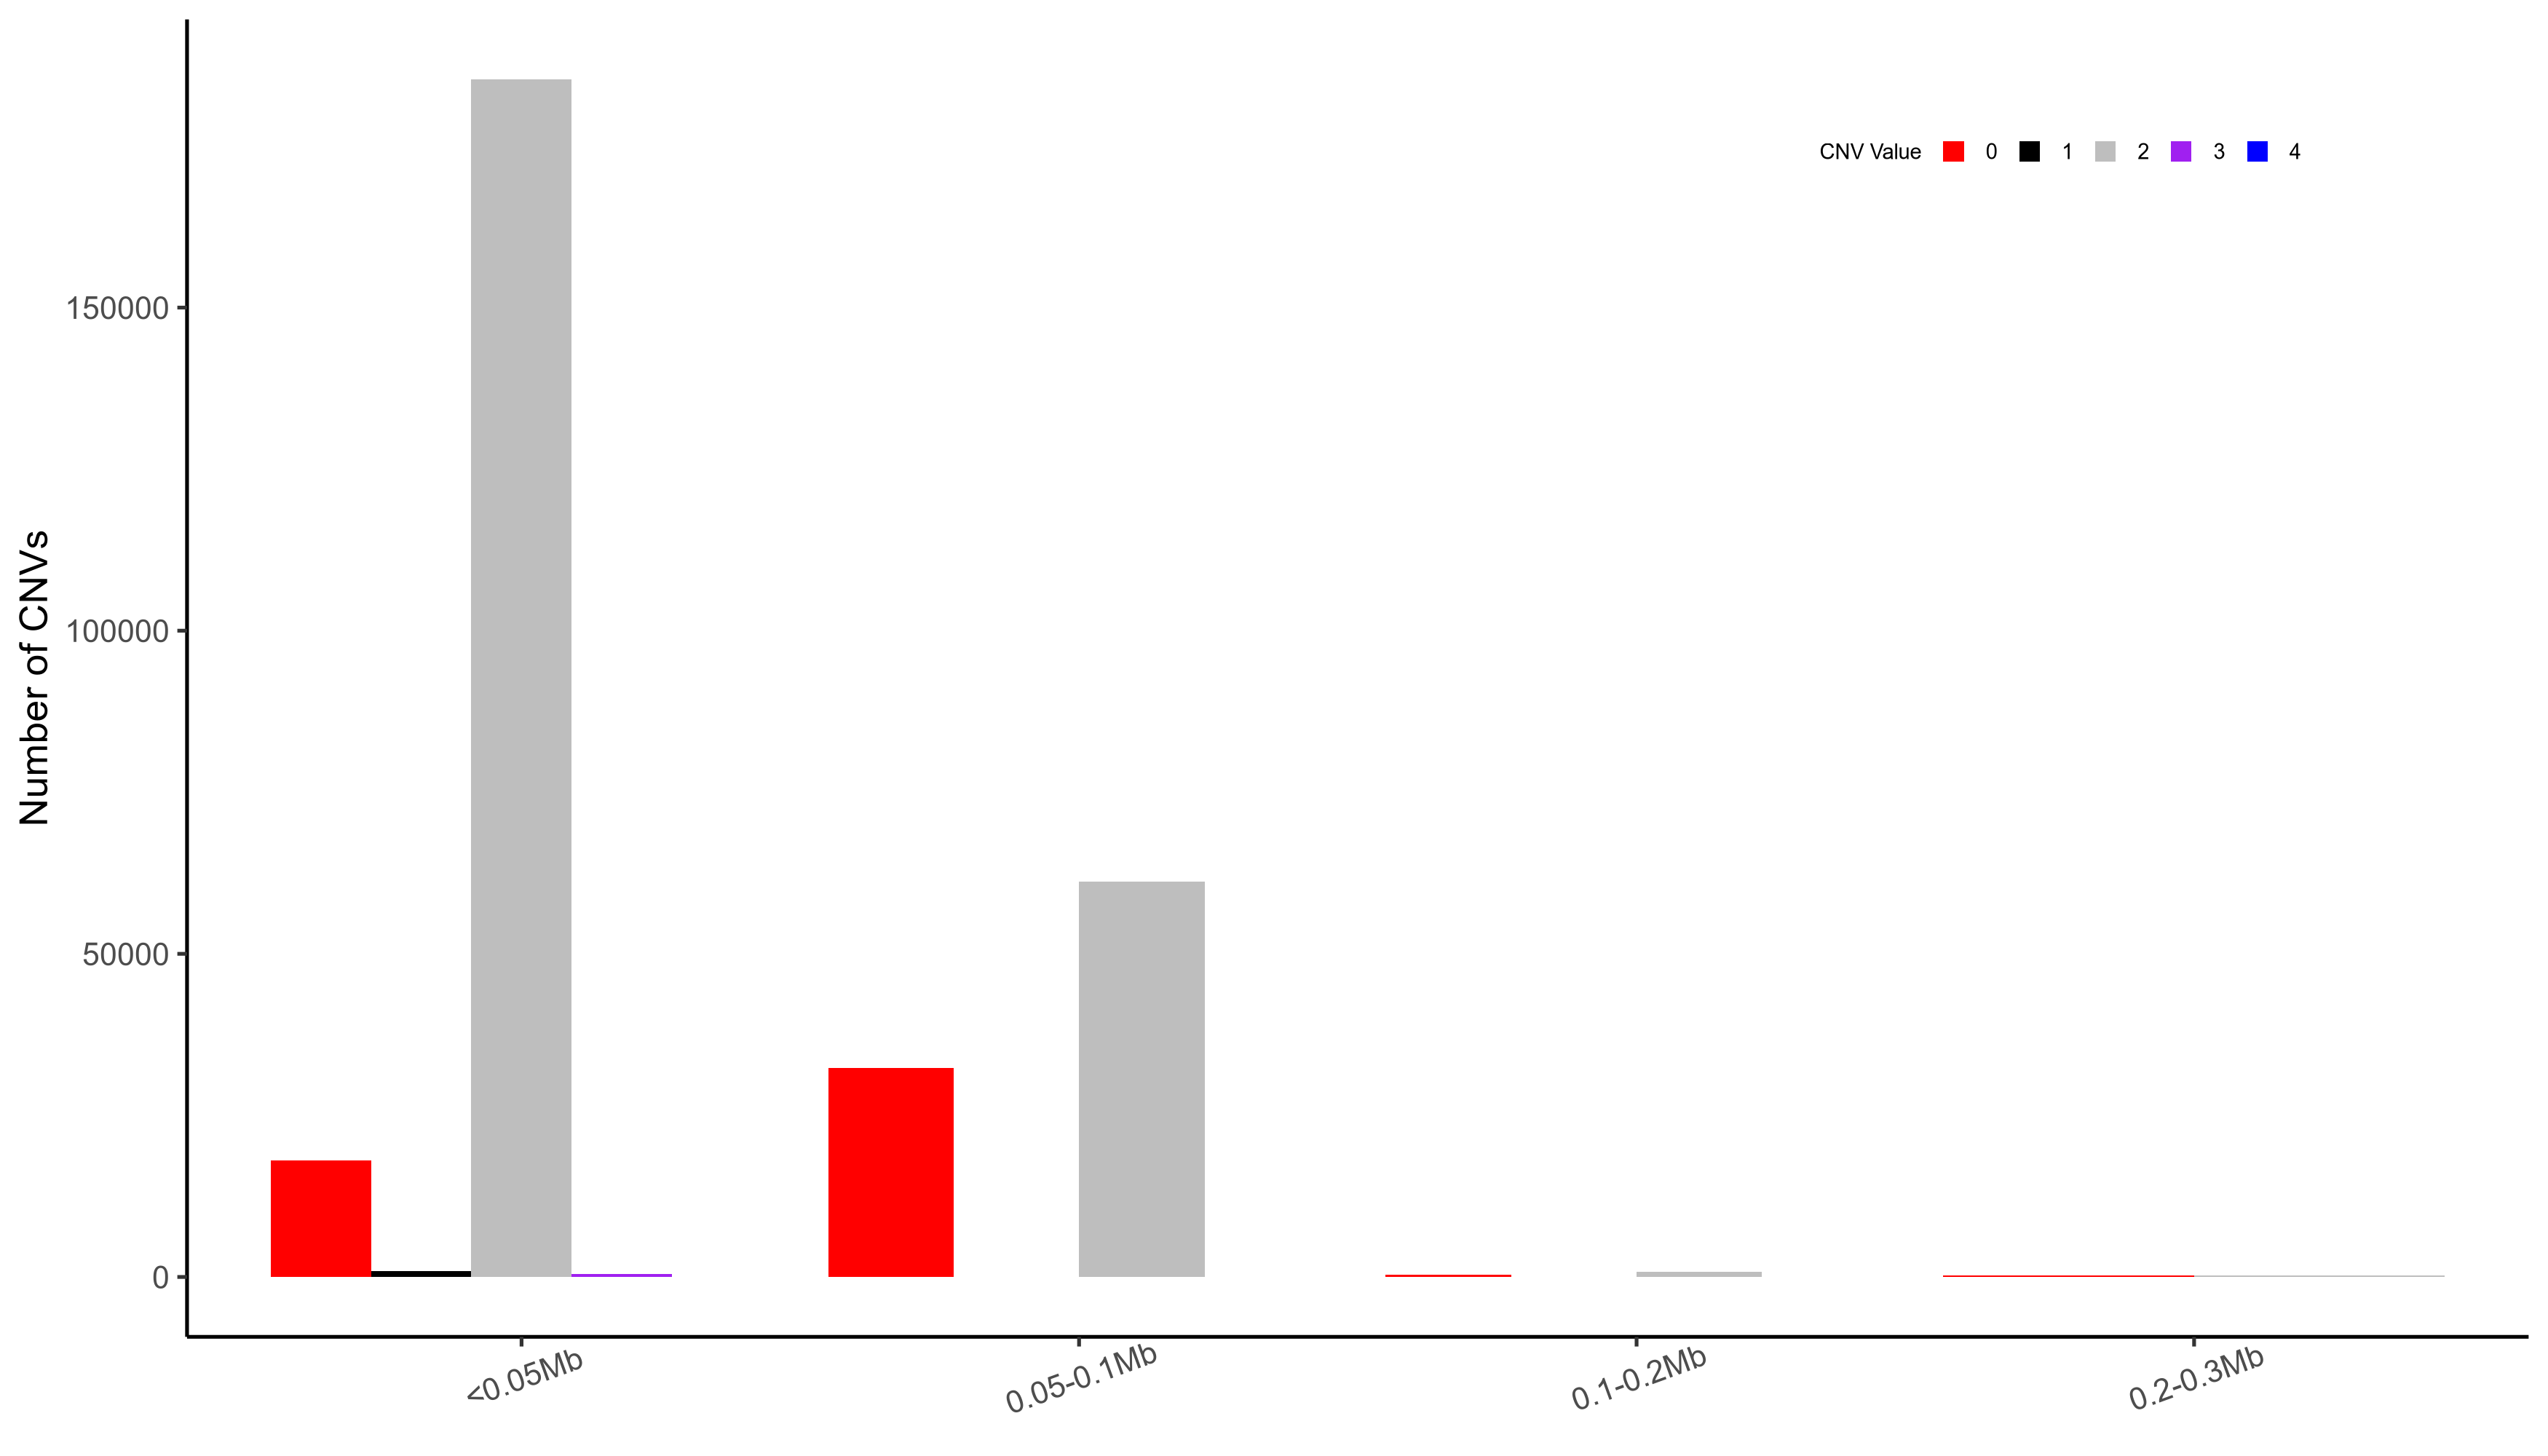 CNV Value 0 1 2 3 4
Number of CNVs
150000
100000
50000
0
<0.05Mb
0.05-0.1Mb
0.1-0.2Mb
0.2-0.3Mb